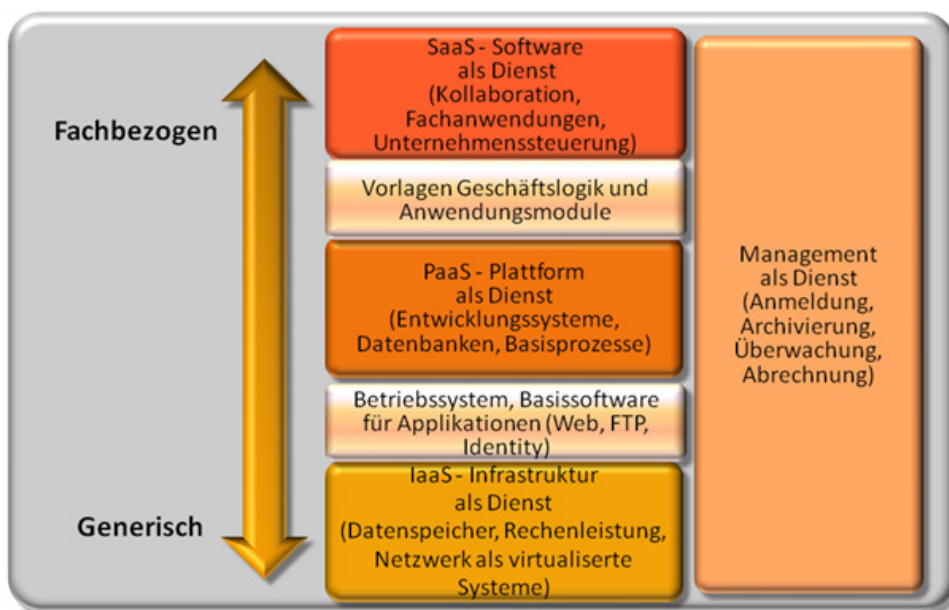 Fachbezogen
Generisch
SaaS - Software
als Dienst
(Kollaboration,
Fachanwendungen,
Unternehmenssteuerung)
Vorlagen Geschäftslogik und
Anwendungsmodule
PaaS - Plattform
als Dienst
(Entwicklungssysteme,
Datenbanken, Basisprozesse)
Betriebssystem, Basissoftware
für Applikationen (Web, FTP,
Identity)
IaaS - Infrastruktur
als Dienst
(Datenspeicher, Rechenleistung,
Netzwerk als virtualiserte
Systeme)
Management
als Dienst
(Anmeldung,
Archivierung,
Überwachung,
Abrechnung)